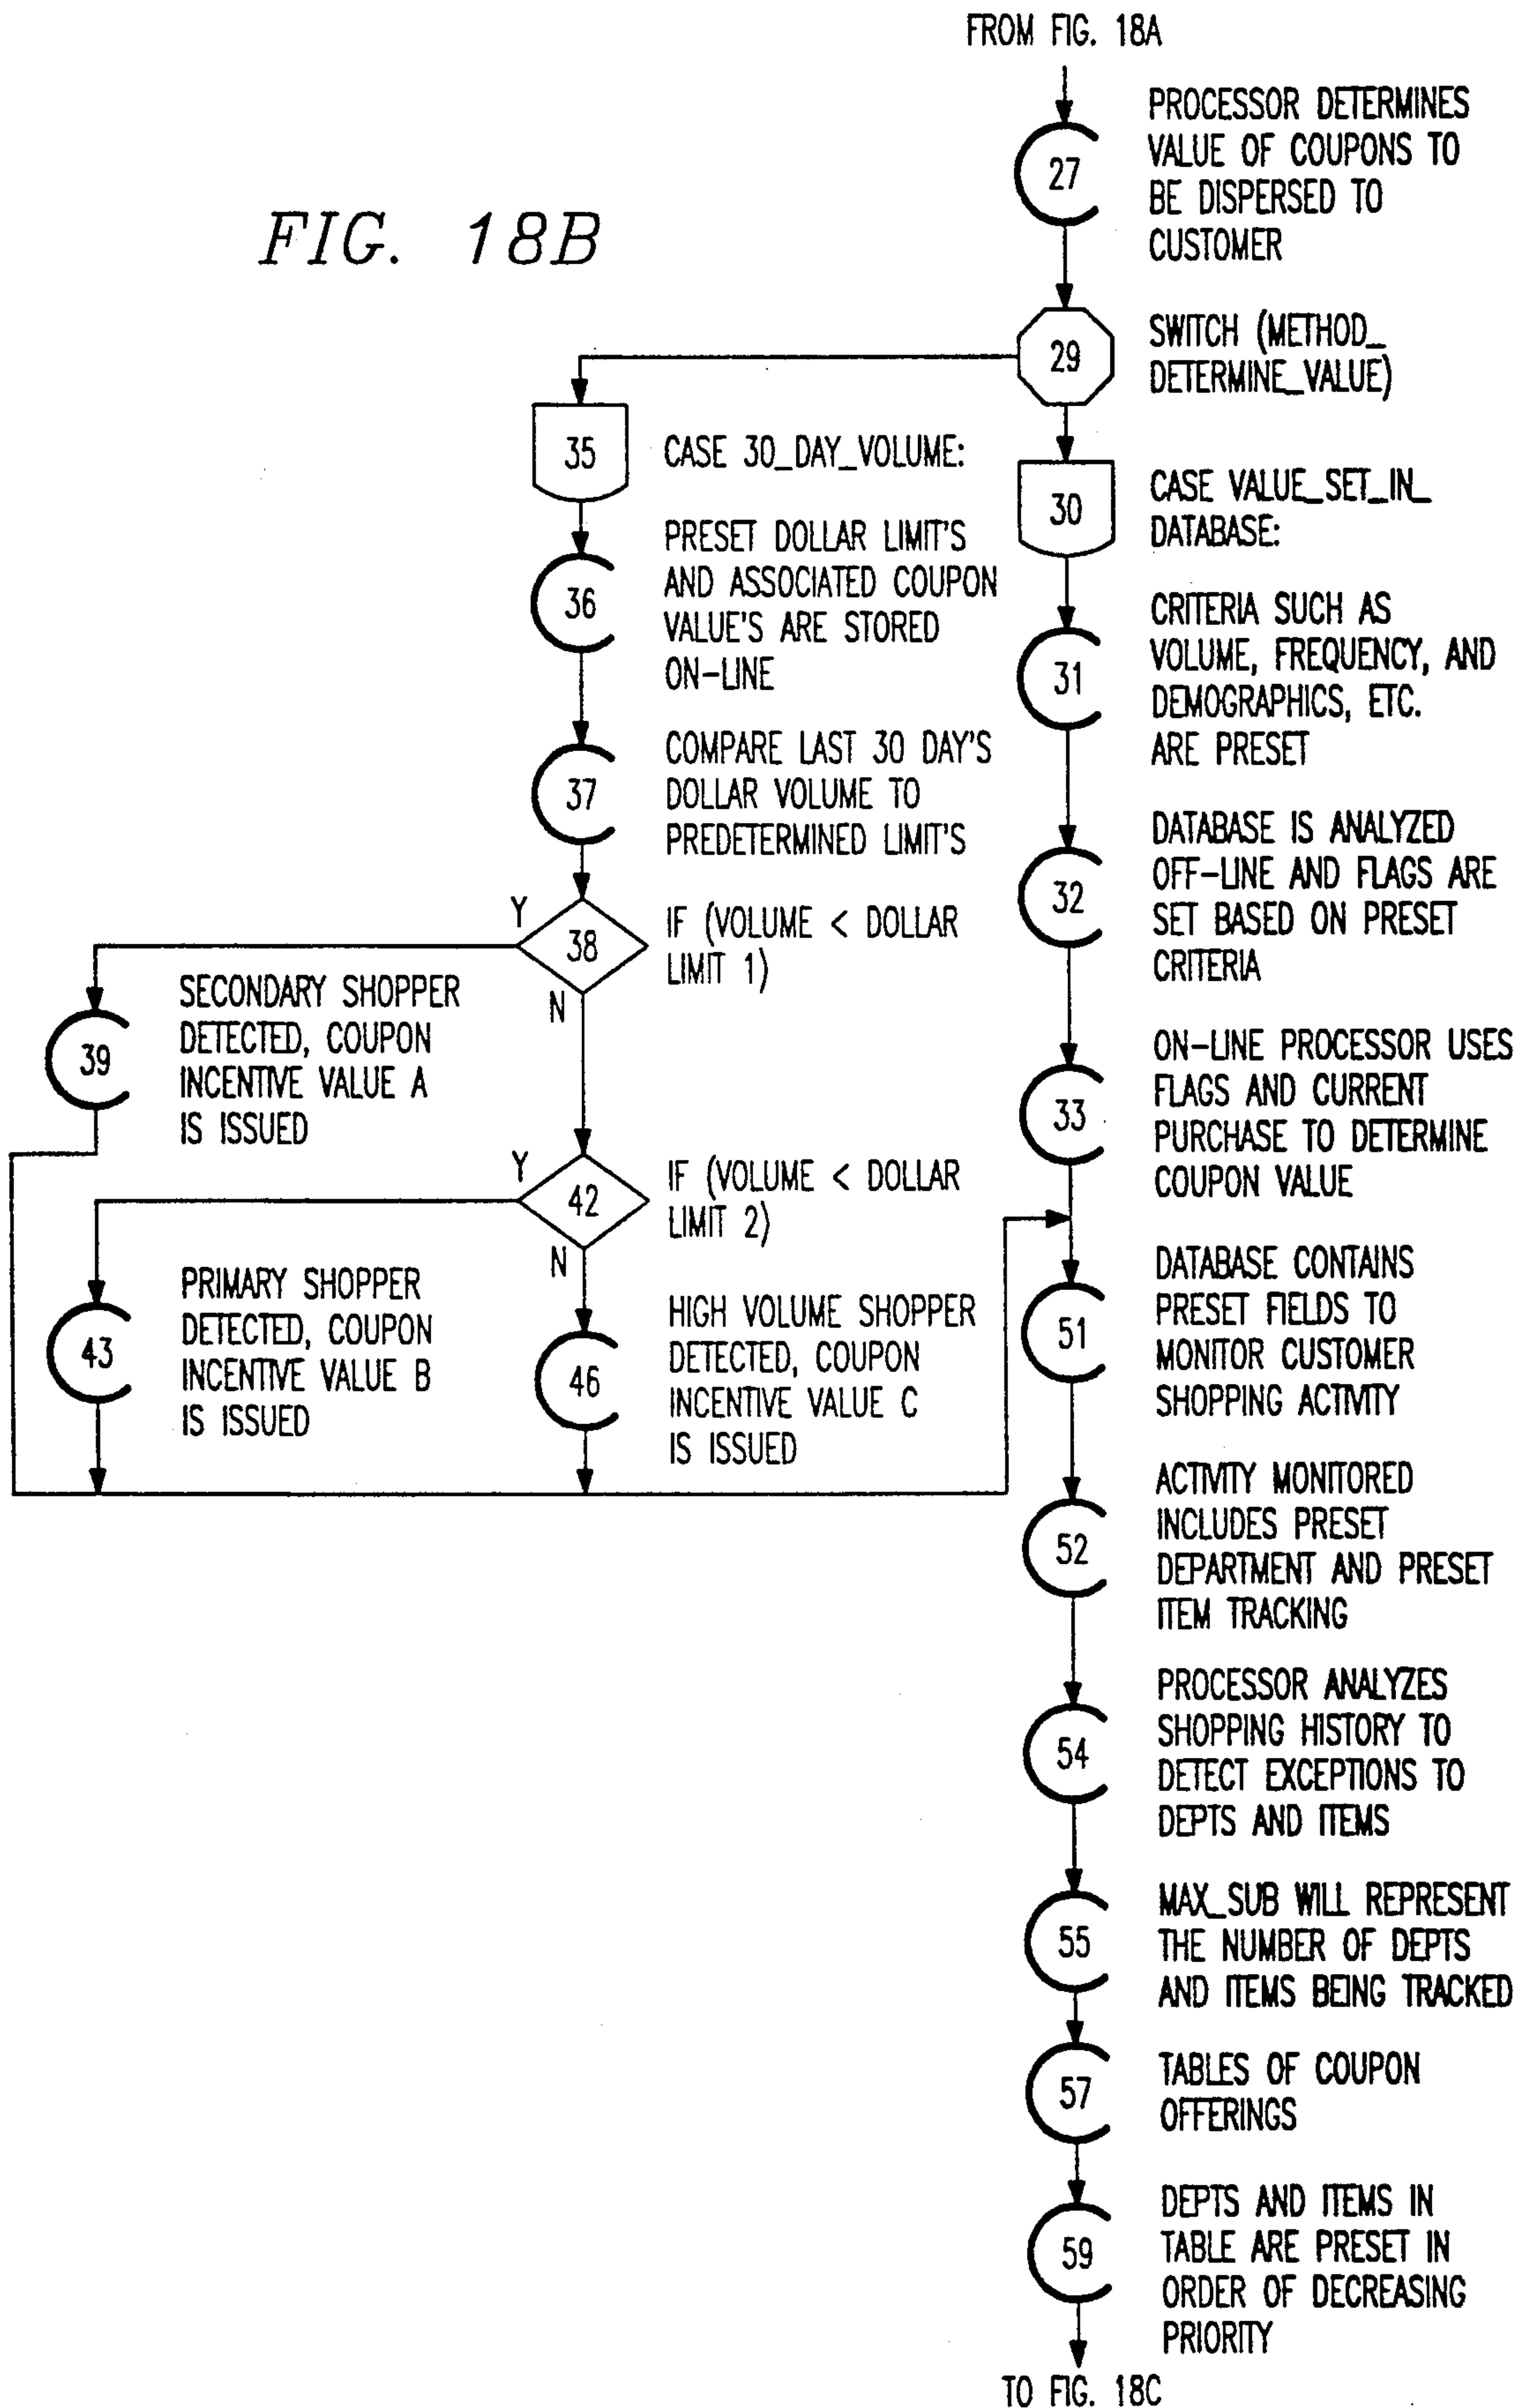 FROM FIG. 18A
27
PROCESSOR DETERMINES
VALUE OF COUPONS TO
BE DISPERSED TO
CUSTOMER
FIG. 18B
29
SWITCH (METHOD_
DETERMINE_VALUE)
35
CASE 30_DAY_VOLUME:
30
CASE VALUE_SET_IN_
DATABASE:
36
PRESET DOLLAR LIMIT'S
AND ASSOCIATED COUPON
VALUE'S ARE STORED
ON-LINE
31
CRITERIA SUCH AS
VOLUME, FREQUENCY, AND
DEMOGRAPHICS, ETC.
ARE PRESET
37
COMPARE LAST 30 DAY'S
DOLLAR VOLUME TO
PREDETERMINED LIMIT'S
32
DATABASE IS ANALYZED
OFF-LINE AND FLAGS ARE
SET BASED ON PRESET
CRITERIA
Y
38
N
IF (VOLUME < DOLLAR
LIMIT 1)
39
SECONDARY SHOPPER
DETECTED, COUPON
INCENTIVE VALUE A
IS ISSUED
33
ON-LINE PROCESSOR USES
FLAGS AND CURRENT
PURCHASE TO DETERMINE
COUPON VALUE
Y
42
N
IF (VOLUME < DOLLAR
LIMIT 2)
43
PRIMARY SHOPPER
DETECTED, COUPON
INCENTIVE VALUE B
IS ISSUED
46
HIGH VOLUME SHOPPER
DETECTED, COUPON
INCENTIVE VALUE C
IS ISSUED
51
DATABASE CONTAINS
PRESET FIELDS TO
MONITOR CUSTOMER
SHOPPING ACTIVITY
52
ACTIVITY MONITORED
INCLUDES PRESET
DEPARTMENT AND PRESET
ITEM TRACKING
54
PROCESSOR ANALYZES
SHOPPING HISTORY TO
DETECT EXCEPTIONS TO
DEPTS AND ITEMS
55
MAX_SUB WILL REPRESENT
THE NUMBER OF DEPTS
AND ITEMS BEING TRACKED
57
TABLES OF COUPON
OFFERINGS
59
DEPTS AND ITEMS IN
TABLE ARE PRESET IN
ORDER OF DECREASING
PRIORITY
TO FIG. 18C